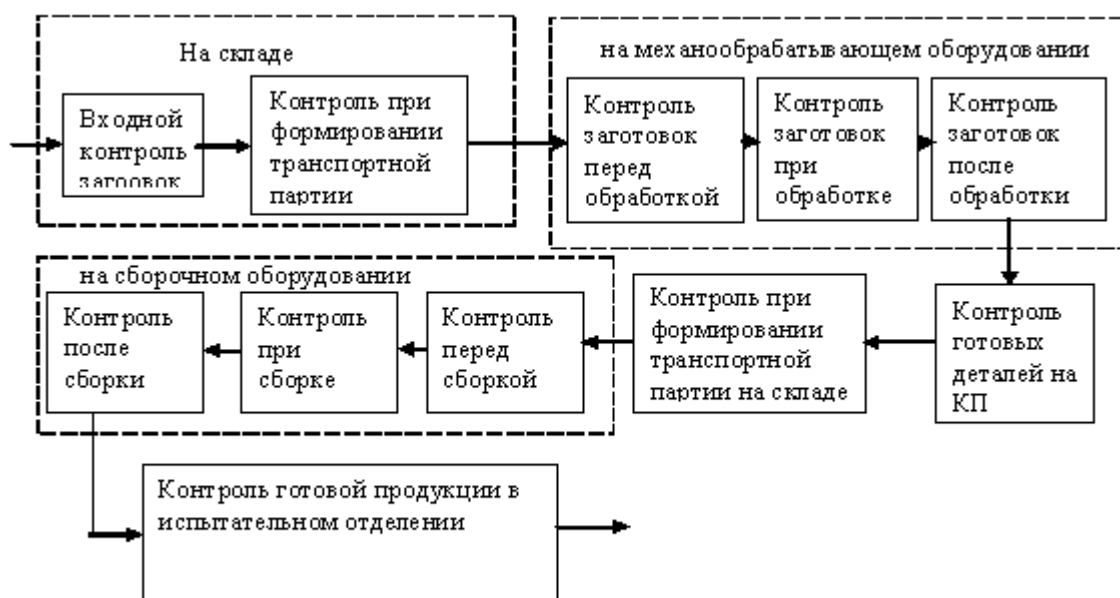 На складе
Входной
контроль
загоовок
Контроль при
формировании
транспортной
партии
на механообрабатывающем оборудовании
Контроль
заготовок
перед
обработкой
Контроль
заготовок
при
обработке
Контроль
заготовок
после
обработки
Контроль
готовых
деталей на
КП
Контроль при
формировании
транспортной
партии на складе
на сборочном оборудовании
Контроль
перед
сборкой
Контроль
при
сборке
Контроль
после
сборки
Контроль готовой продукции в
испытательном отделении